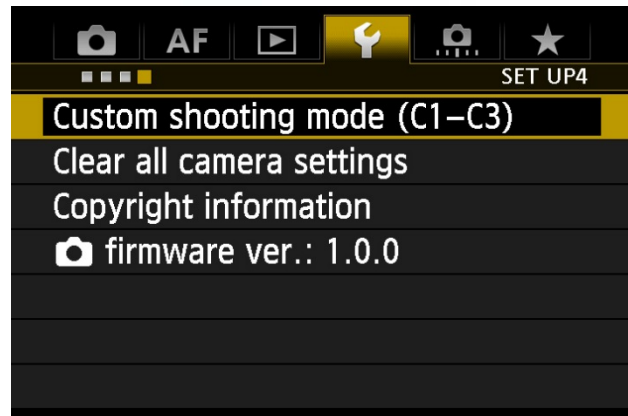 AF
SET UP4
Custom shooting mode (C1–C3)
Clear all camera settings
Copyright information
firmware ver.: 1.0.0